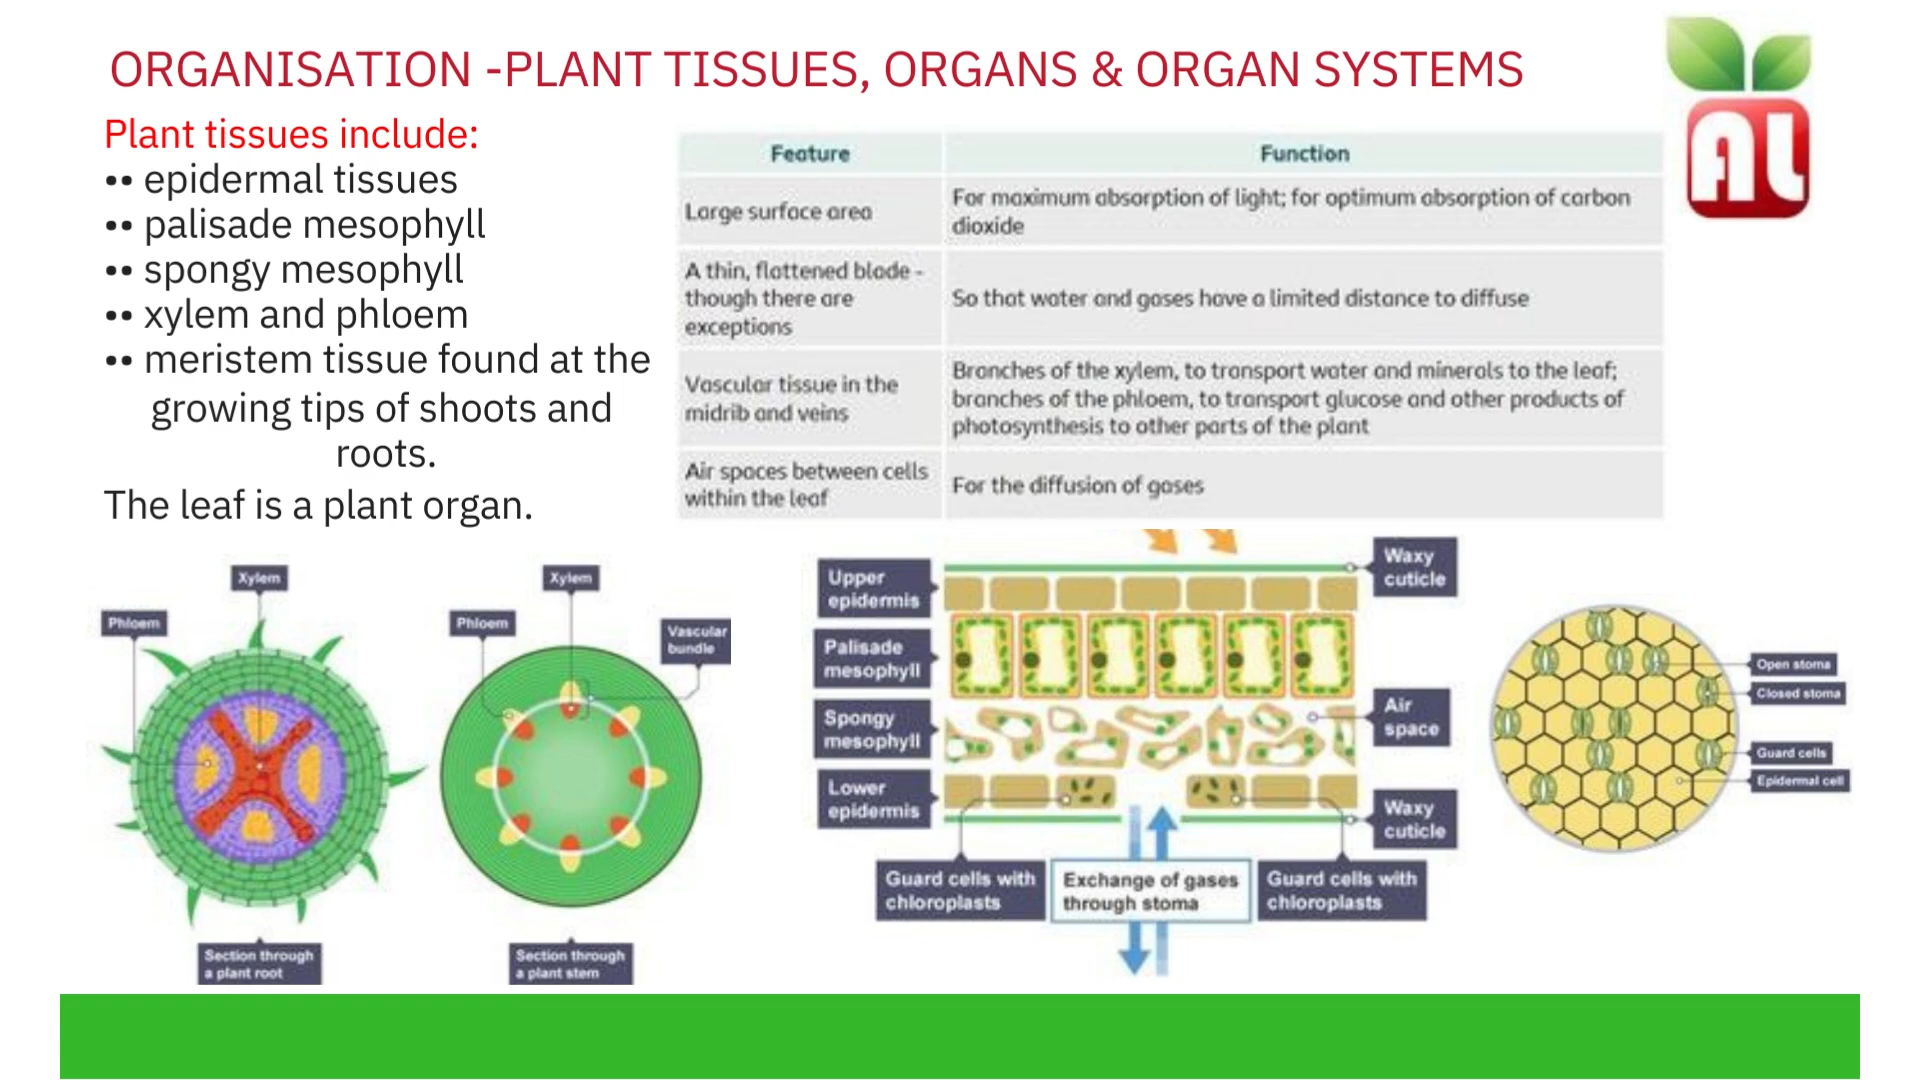 ORGANISATION -PLANT TISSUES, ORGANS & ORGAN SYSTEMS
AL
Plant tissues include:
•• epidermal tissues
•• palisade mesophyll
•• spongy mesophyll
•• xylem and phloem
•• meristem tissue found at the
growing tips of shoots and
roots.
The leaf is a plant organ.
Feature
Function
Large surface area
For maximum absorption of light; for optimum absorption of carbon
dioxide
A thin, flattened blade -
though there are
exceptions
So that water and gases have a limited distance to diffuse
Vascular tissue in the
midrib and veins
Branches of the xylem, to transport water and minerals to the leaf;
branches of the phloem, to transport glucose and other products of
photosynthesis to other parts of the plant
Air spaces between cells
within the leaf
For the diffusion of gases
Xylem
Phloem
Section through
a plant root
Xylem
Phloem
Vascular
bundle
Section through
a plant stem
Upper
epidermis
Palisade
mesophyll
Spongy
mesophyll
Lower
epidermis
Waxy
cuticle
Air
space
Waxy
cuticle
Guard cells with
chloroplasts
Exchange of gases
through stoma
Guard cells with
chloroplasts
Open stoma
Closed stoma
Guard cells
Epidermal cell